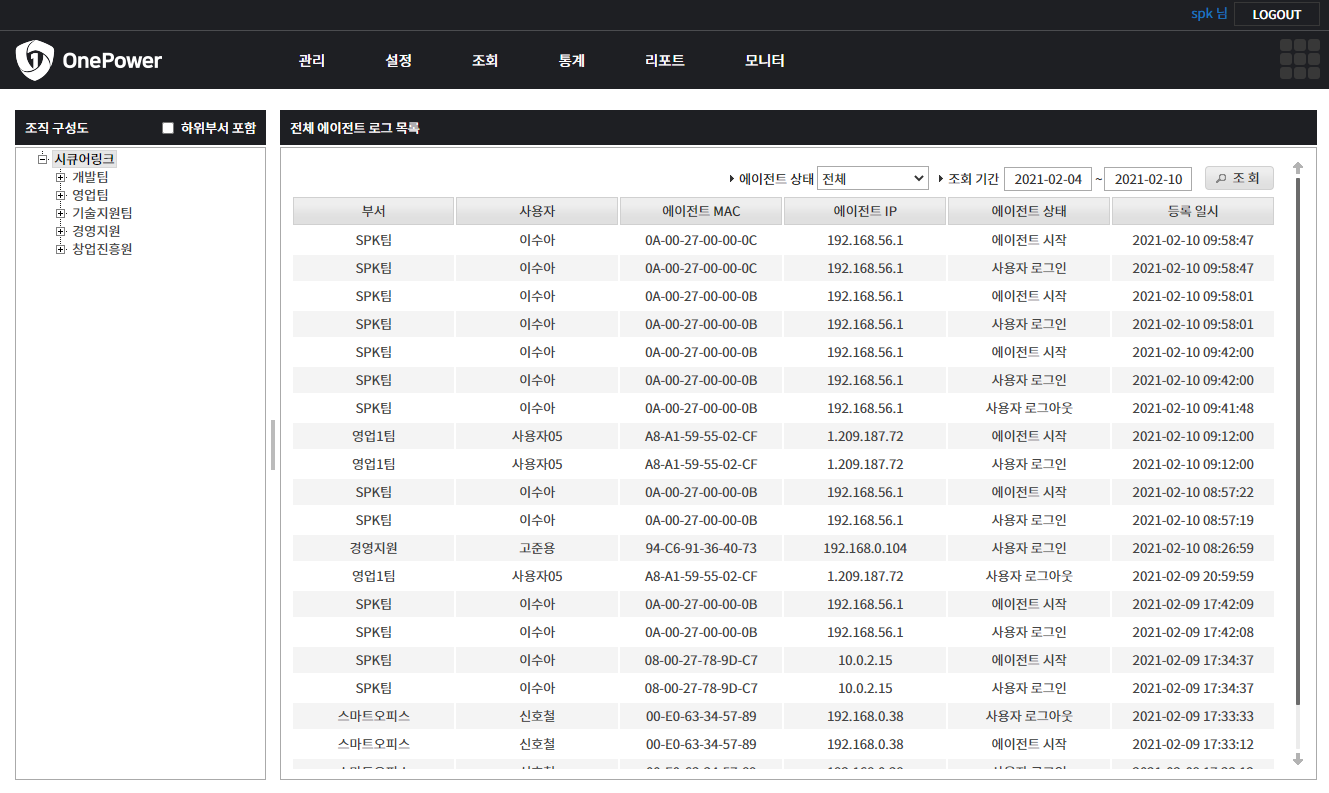 spk 님 LOGOUT
1 OnePower 관리 설정 조회 통계 리포트 모니터
조직 구성도 하위부서 포함
시큐어링크
개발팀
영업팀
기술지원팀
경영지원
창업진흥원
전체 에이전트 로그 목록
에이전트 상태 전체 조회 기간 2021-02-04 ~ 2021-02-10 조 회
부서 사용자 에이전트 MAC 에이전트 IP 에이전트 상태 등록 일시
SPK팀 이수아 0A-00-27-00-00-0C 192.168.56.1 에이전트 시작 2021-02-10 09:58:47
SPK팀 이수아 0A-00-27-00-00-0C 192.168.56.1 사용자 로그인 2021-02-10 09:58:47
SPK팀 이수아 0A-00-27-00-00-0B 192.168.56.1 에이전트 시작 2021-02-10 09:58:01
SPK팀 이수아 0A-00-27-00-00-0B 192.168.56.1 사용자 로그인 2021-02-10 09:58:01
SPK팀 이수아 0A-00-27-00-00-0B 192.168.56.1 에이전트 시작 2021-02-10 09:42:00
SPK팀 이수아 0A-00-27-00-00-0B 192.168.56.1 사용자 로그인 2021-02-10 09:42:00
SPK팀 이수아 0A-00-27-00-00-0B 192.168.56.1 사용자 로그아웃 2021-02-10 09:41:48
영업1팀 사용자05 A8-A1-59-55-02-CF 1.209.187.72 에이전트 시작 2021-02-10 09:12:00
영업1팀 사용자05 A8-A1-59-55-02-CF 1.209.187.72 사용자 로그인 2021-02-10 09:12:00
SPK팀 이수아 0A-00-27-00-00-0B 192.168.56.1 에이전트 시작 2021-02-10 08:57:22
SPK팀 이수아 0A-00-27-00-00-0B 192.168.56.1 사용자 로그인 2021-02-10 08:57:19
경영지원 고준용 94-C6-91-36-40-73 192.168.0.104 사용자 로그인 2021-02-10 08:26:59
영업1팀 사용자05 A8-A1-59-55-02-CF 1.209.187.72 사용자 로그아웃 2021-02-09 20:59:59
SPK팀 이수아 0A-00-27-00-00-0B 192.168.56.1 에이전트 시작 2021-02-09 17:42:09
SPK팀 이수아 0A-00-27-00-00-0B 192.168.56.1 사용자 로그인 2021-02-09 17:42:08
SPK팀 이수아 08-00-27-78-9D-C7 10.0.2.15 에이전트 시작 2021-02-09 17:34:37
SPK팀 이수아 08-00-27-78-9D-C7 10.0.2.15 사용자 로그인 2021-02-09 17:34:37
스마트오피스 신호철 00-E0-63-34-57-89 192.168.0.38 사용자 로그아웃 2021-02-09 17:33:33
스마트오피스 신호철 00-E0-63-34-57-89 192.168.0.38 에이전트 시작 2021-02-09 17:33:12